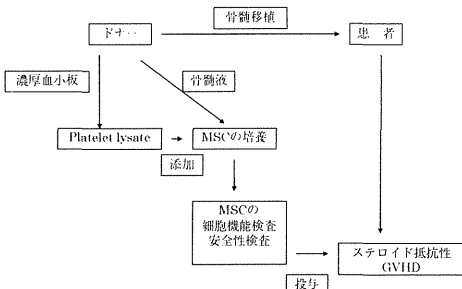 骨髄移植
ドナー
患 者
濃厚血小板
骨髄液
Platelet lysate
MSCの培養
添加
MSCの
細胞機能検査
安全性検査
ステロイド抵抗性
GVHD
投与